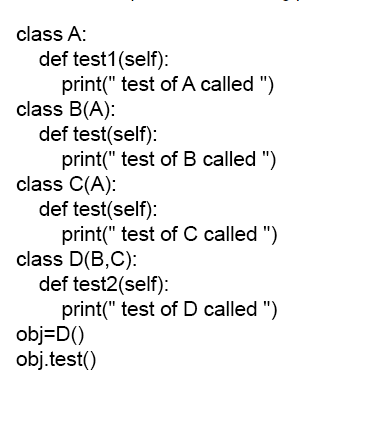 class A:
def test1(self):
print(" test of A called ")
class B(A):
def test(self):
print(" test of B called ")
class C(A):
def test(self):
print(" test of C called ")
class D(B,C):
def test2(self):
print(" test of D called ")
obj=D()
obj.test()